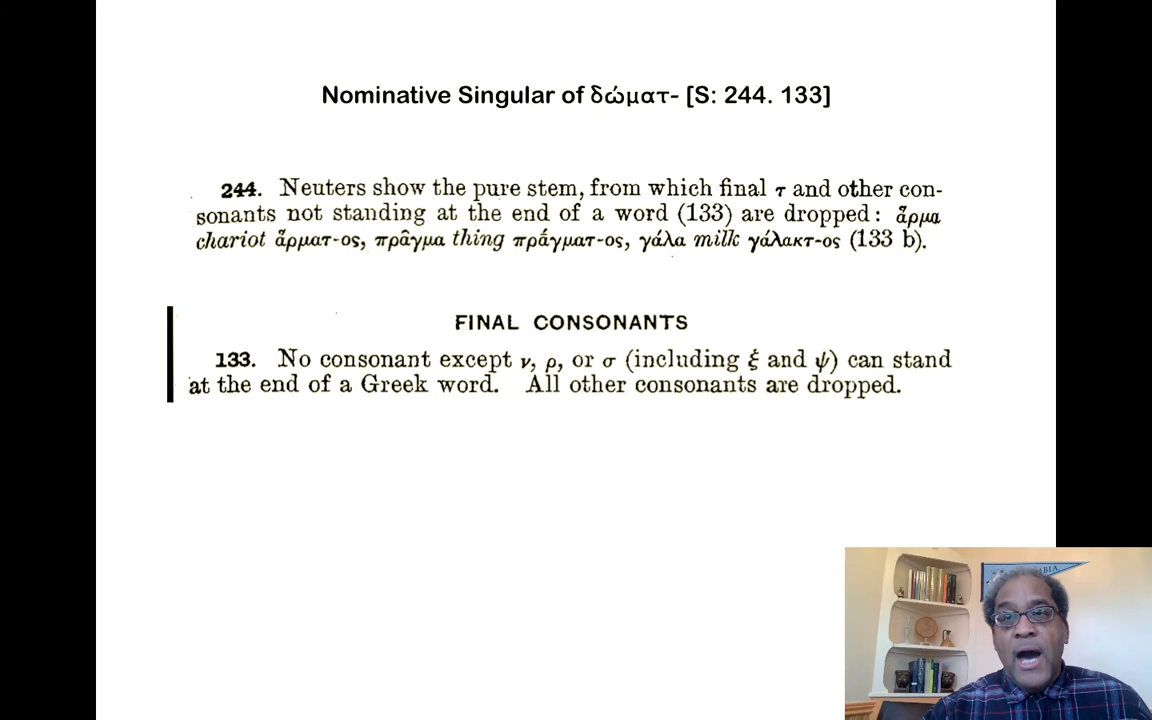 Nominative Singular of δώματ- [S: 244. 133]
244. Neuters show the pure stem, from which final τ and other con-
sonants not standing at the end of a word (133) are dropped: ἅρμα
chariot ἅρματ-ος, πρᾶγμα thing πρά̄γματ-ος, γάλα milk γάλακτ-ος (133 b).
FINAL CONSONANTS
133. No consonant except ν, ρ, or σ (including ξ and ψ) can stand
at the end of a Greek word. All other consonants are dropped.